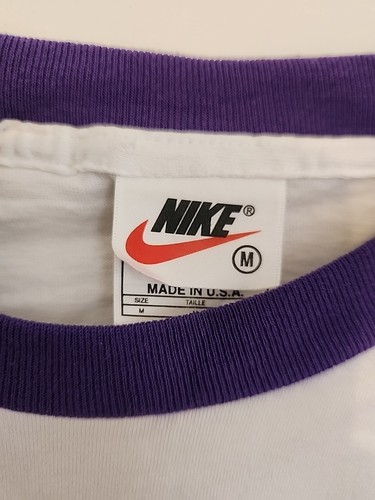 NIKE®
M
MADE IN U.S.A.
SIZE TAILLE
M